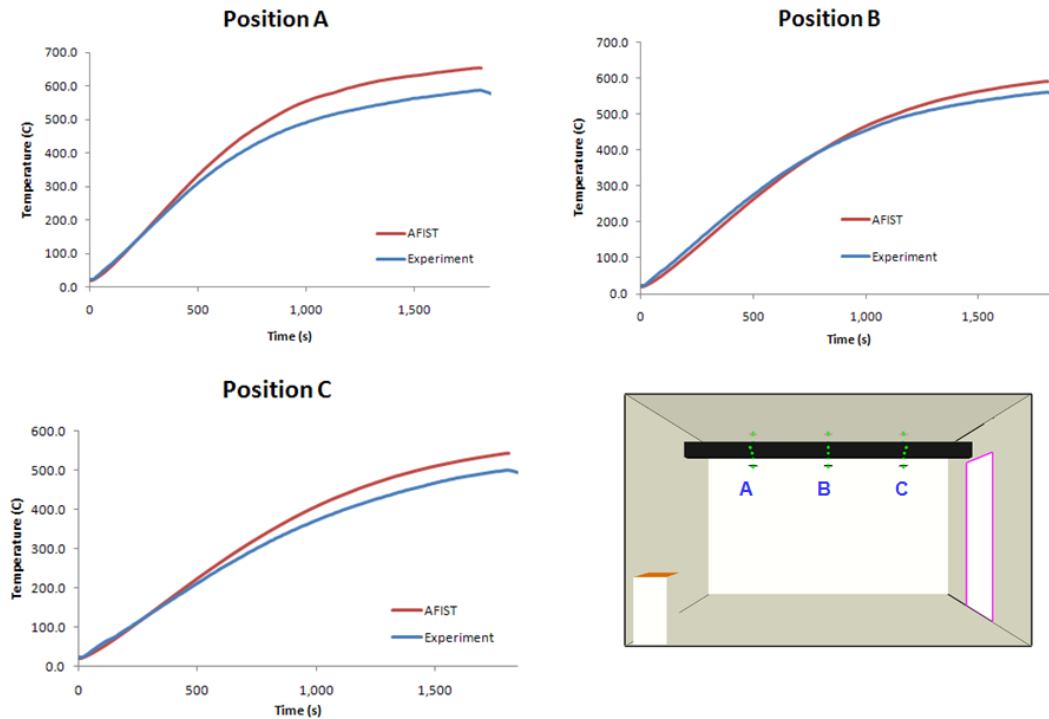 Position A
700.0
600.0
500.0
400.0
300.0
200.0
100.0
0.0
Temperature (C)
AFIST
Experiment
0 500 1,000 1,500
Time (s)
Position B
700.0
600.0
500.0
400.0
300.0
200.0
100.0
0.0
Temperature (C)
AFIST
Experiment
0 500 1,000 1,500
Time (s)
Position C
600.0
500.0
400.0
300.0
200.0
100.0
0.0
Temperature (C)
AFIST
Experiment
0 500 1,000 1,500
Time (s)
A B C